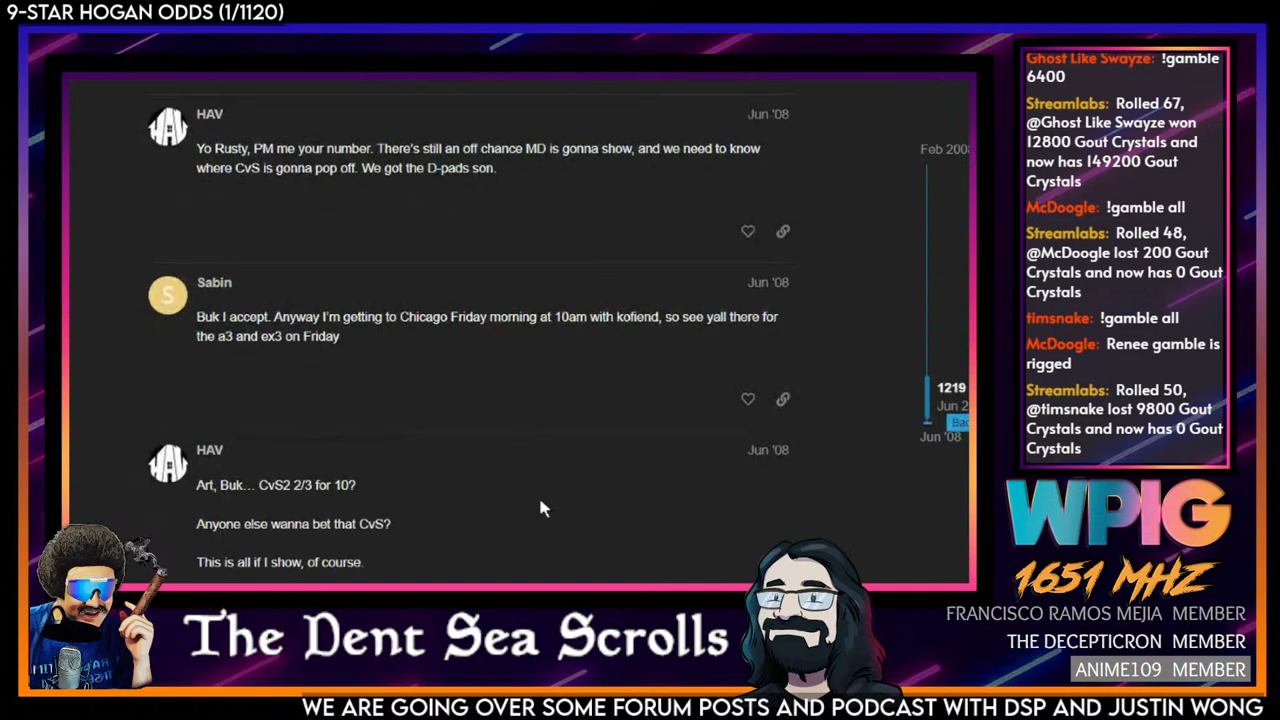 9-STAR HOGAN ODDS (1/1120)
HAV
Jun '08
Yo Rusty, PM me your number. There's still an off chance MD is gonna show, and we need to know
where CvS is gonna pop off. We got the D-pads son.
Sabin
Jun '08
S
Buk I accept. Anyway I'm getting to Chicago Friday morning at 10am with kofiend, so see yall there for
the a3 and ex3 on Friday
HAV
Jun '08
Art, Buk... CvS2 2/3 for 10?
Anyone else wanna bet that CvS?
This is all if I show, of course.
Feb 2008
1219
Jun 2
Bac
Jun '08
Ghost Like Swayze: !gamble
6400
Streamlabs: Rolled 67,
@Ghost Like Swayze won
12800 Gout Crystals and
now has 149200 Gout
Crystals
McDoogle: !gamble all
Streamlabs: Rolled 48,
@McDoogle lost 200 Gout
Crystals and now has 0 Gout
Crystals
timsnake: !gamble all
McDoogle: Renee gamble is
rigged
Streamlabs: Rolled 50,
@timsnake lost 9800 Gout
Crystals and now has 0 Gout
Crystals
WPIG
1651 MHZ
FRANCISCO RAMOS MEJIA MEMBER
THE DECEPTICRON MEMBER
ANIME109 MEMBER
The Dent Sea Scrolls
WE ARE GOING OVER SOME FORUM POSTS AND PODCAST WITH DSP AND JUSTIN WONG